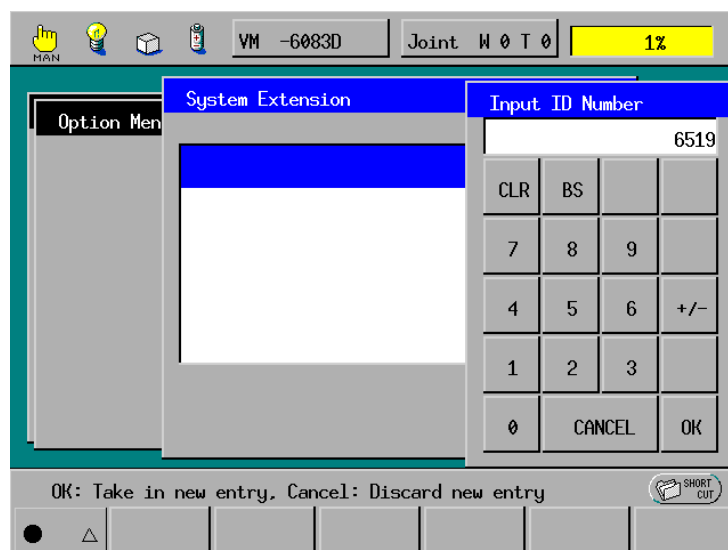 MAN
VM -6083D
Joint W 0 T 0
1%
System Extension
Input ID Number
Option Men
6519
CLR BS
7 8 9
4 5 6 +/-
1 2 3
0 CANCEL OK
OK: Take in new entry, Cancel: Discard new entry
SHORT
CUT